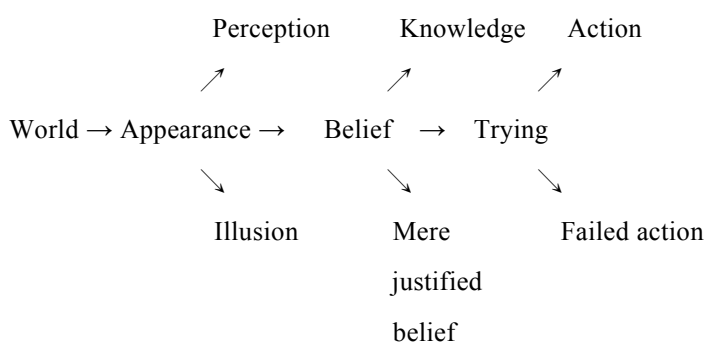 Perception Knowledge Action
World → Appearance → Belief → Trying
Illusion Mere Failed action
justified
belief